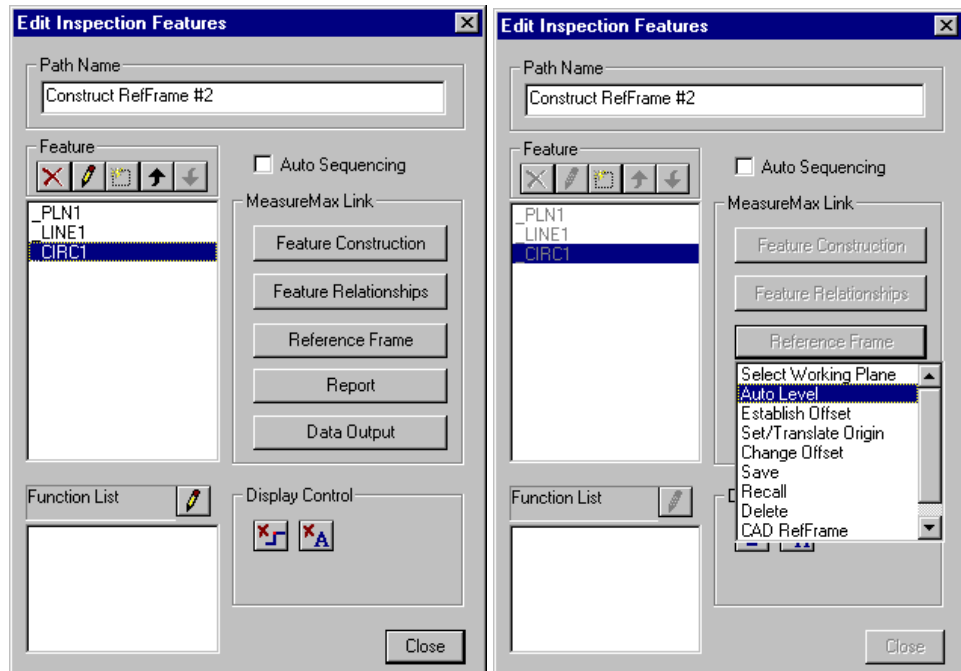 Edit Inspection Features
Path Name
Construct RefFrame #2
Feature
Auto Sequencing
_PLN1
_LINE1
_CIRC1
MeasureMax Link
Feature Construction
Feature Relationships
Reference Frame
Report
Data Output
Function List
Display Control
A
Close
Edit Inspection Features
Path Name
Construct RefFrame #2
Feature
Auto Sequencing
_PLN1
_LINE1
_CIRC1
MeasureMax Link
Feature Construction
Feature Relationships
Reference Frame
Select Working Plane
Auto Level
Establish Offset
Set/Translate Origin
Change Offset
Save
Recall
Delete
CAD RefFrame
Function List
Close